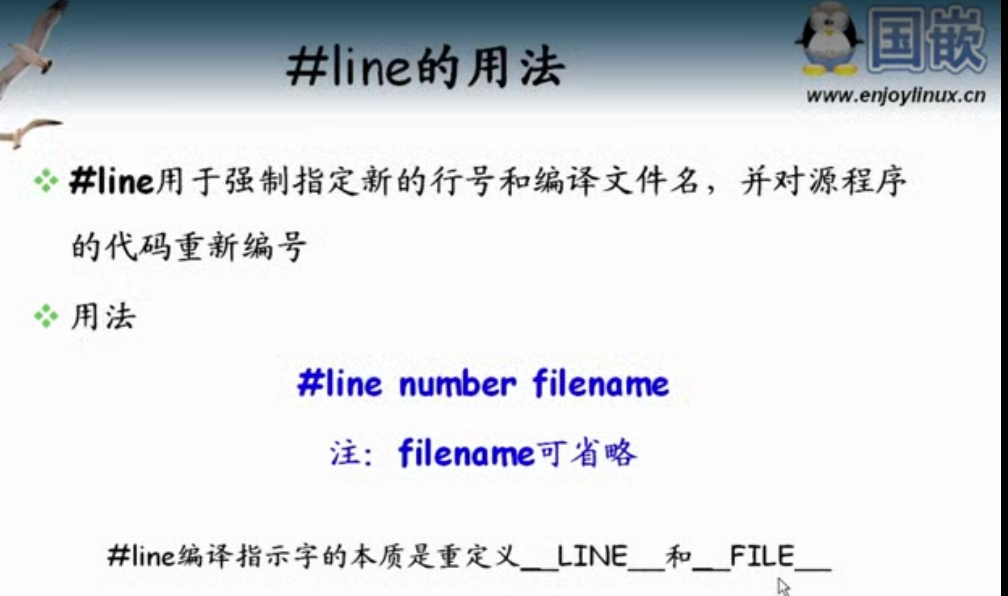 #line的用法
国嵌
www.enjoylinux.cn
#line用于强制指定新的行号和编译文件名，并对源程序
的代码重新编号
用法
#line number filename
注：filename可省略
#line编译指示字的本质是重定义__LINE__和__FILE__